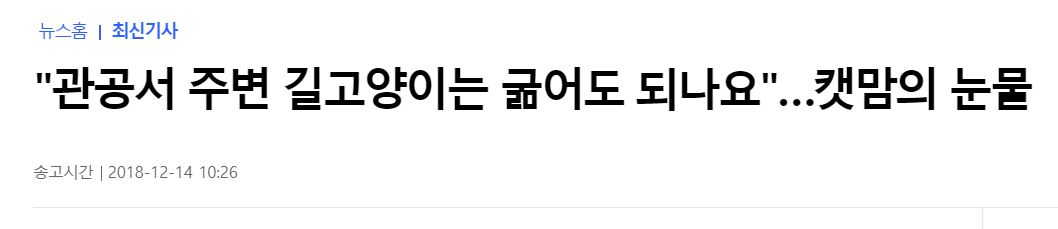 뉴스홈 | 최신기사
"관공서 주변 길고양이는 굶어도 되나요"…캣맘의 눈물
송고시간 | 2018-12-14 10:26